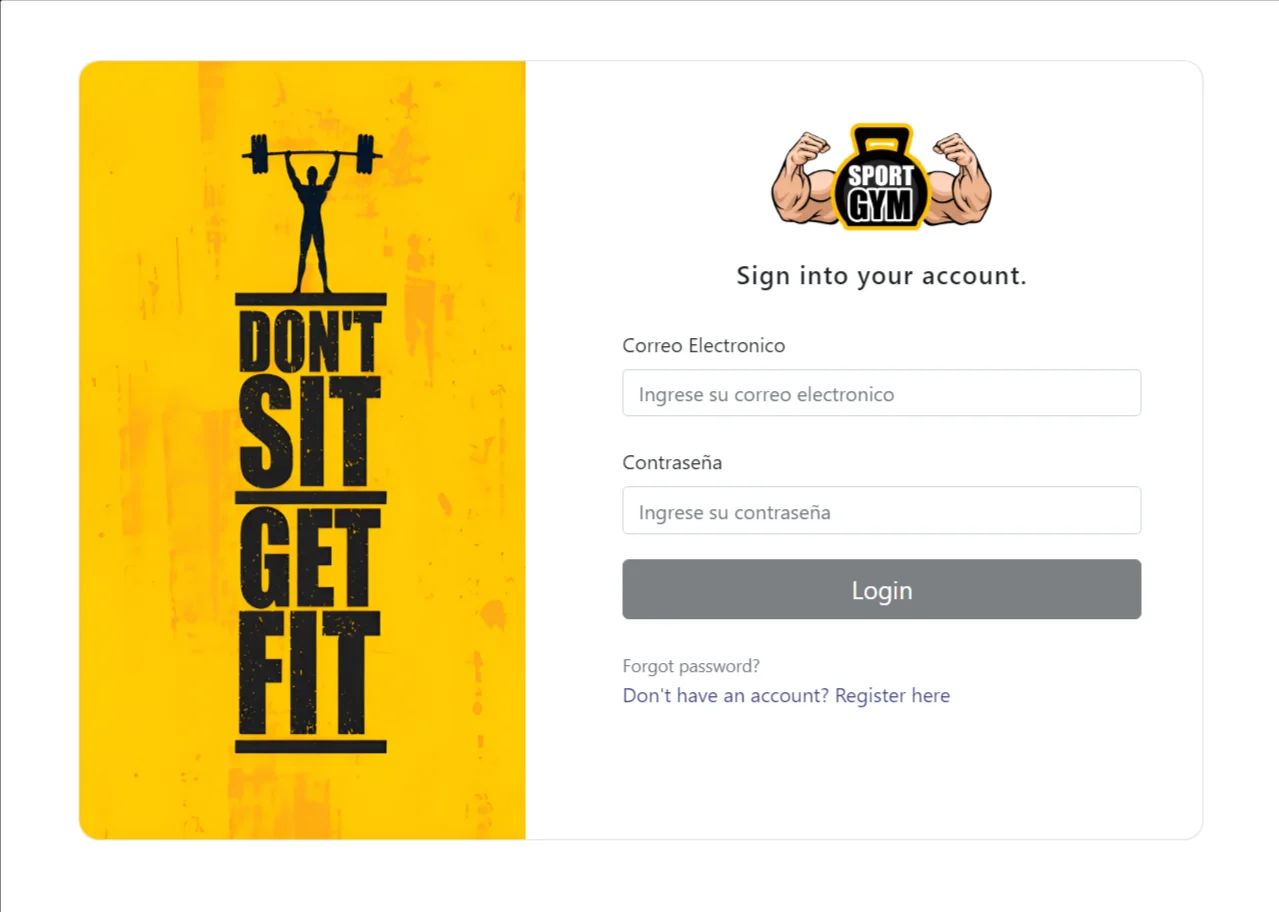 DON'T
SIT
GET
FIT
SPORT
GYM
Sign into your account.
Correo Electronico
Ingrese su correo electronico
Contraseña
Ingrese su contraseña
Login
Forgot password?
Don't have an account? Register here